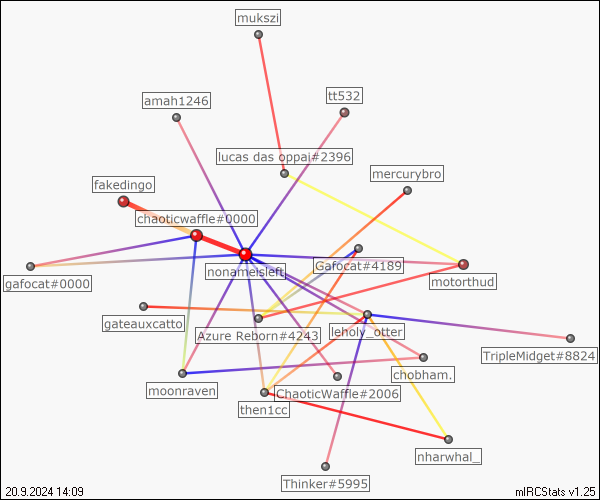 mukszi
amah1246
tt532
lucas das oppai#2396
mercurybro
fakedingo
chaoticwaffle#0000
gafocat#0000
nonameisleft
Gafocat#4189
motorthud
gateauxcatto
Azure Reborn#4243
leholy_otter
TripleMidget#8824
moonraven
chobham.
ChaoticWaffle#2006
then1cc
nharwhal_
Thinker#5995
20.9.2024 14:09
mIRCStats v1.25